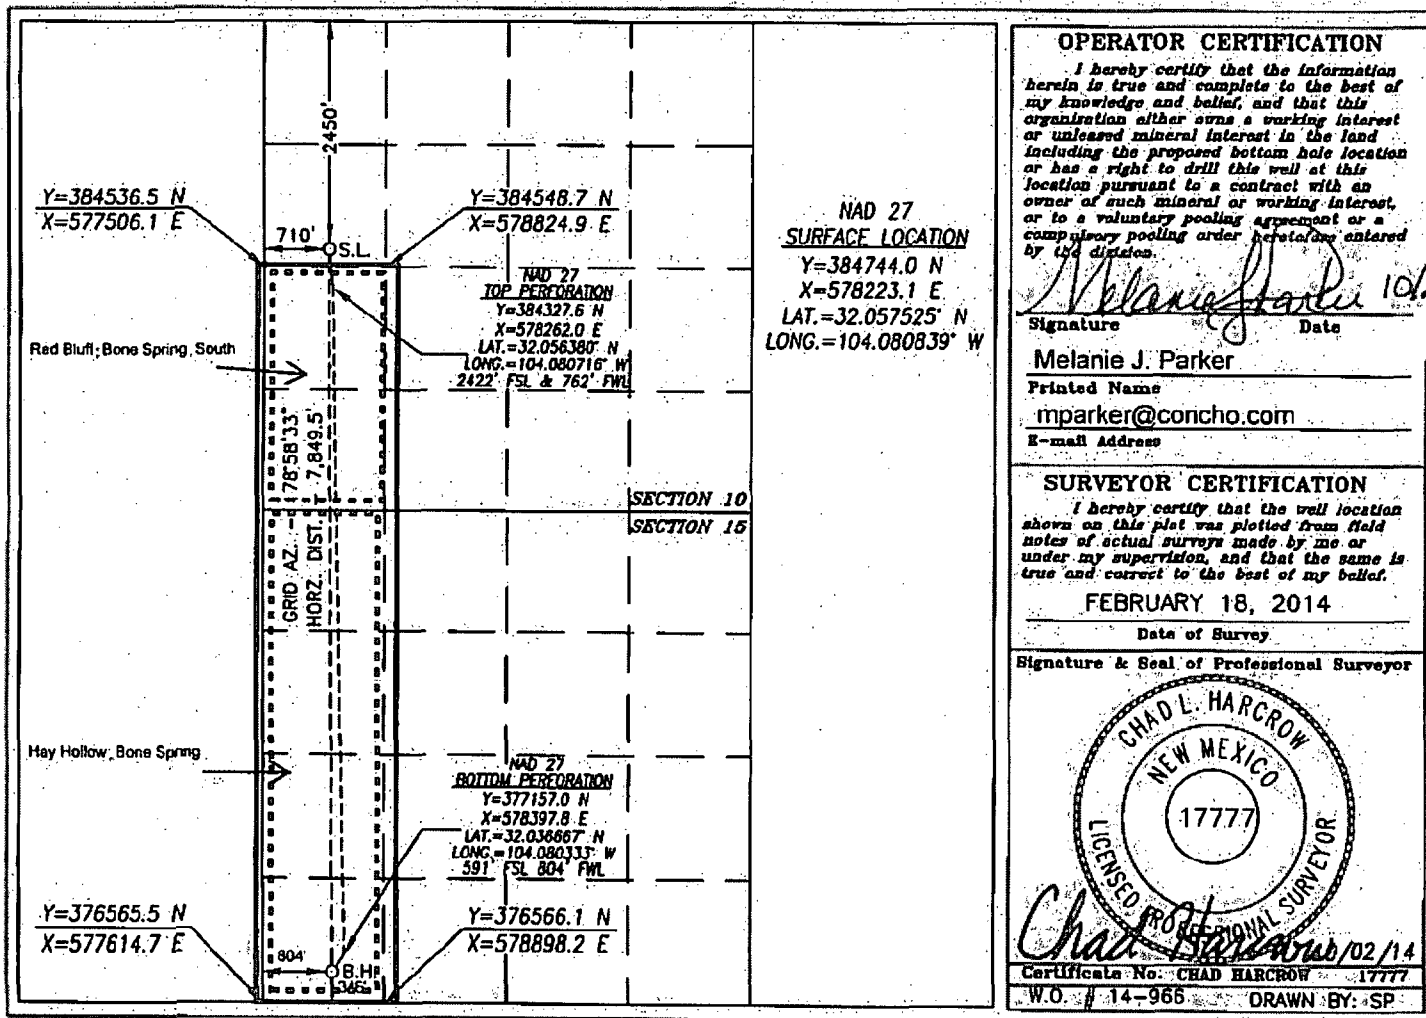 2450'
Y=384536.5 N
X=577506.1 E
Y=384548.7 N
X=578824.9 E
710'
S.L.
NAD 27
TOP PERFORATION
Y=384327.6 N
X=578262.0 E
LAT.=32.056380° N
LONG.=104.080716° W
2422' FSL & 762' FWL
Red Bluff; Bone Spring, South
GRID AZ. - 178°58'33"
HORZ. DIST. 7,849.5'
SECTION 10
SECTION 15
Hay Hollow; Bone Spring
NAD 27
BOTTOM PERFORATION
Y=377157.0 N
X=578397.8 E
LAT.=32.036667° N
LONG.=104.080333° W
591' FSL 804' FWL
Y=376565.5 N
X=577614.7 E
Y=376566.1 N
X=578898.2 E
804'
B.H.
NAD 27
SURFACE LOCATION
Y=384744.0 N
X=578223.1 E
LAT.=32.057525° N
LONG.=104.080839° W
OPERATOR CERTIFICATION
I hereby certify that the information
herein is true and complete to the best of
my knowledge and belief, and that this
organization either owns a working interest
or unleased mineral interest in the land
including the proposed bottom hole location
or has a right to drill this well at this
location pursuant to a contract with an
owner of such mineral or working interest,
or to a voluntary pooling agreement or a
compulsory pooling order heretofore entered
by the division.
Melanie J Parker 10/
Signature Date
Melanie J. Parker
Printed Name
mparker@concho.com
E-mail Address
SURVEYOR CERTIFICATION
I hereby certify that the well location
shown on this plat was plotted from field
notes of actual surveys made by me or
under my supervision, and that the same is
true and correct to the best of my belief.
FEBRUARY 18, 2014
Date of Survey
Signature & Seal of Professional Surveyor
CHAD L. HARCROW
NEW MEXICO
17777
LICENSED PROFESSIONAL SURVEYOR
Chad Harcrow /02/14
Certificate No. CHAD HARCROW 17777
W.O. # 14-966 DRAWN BY: SP